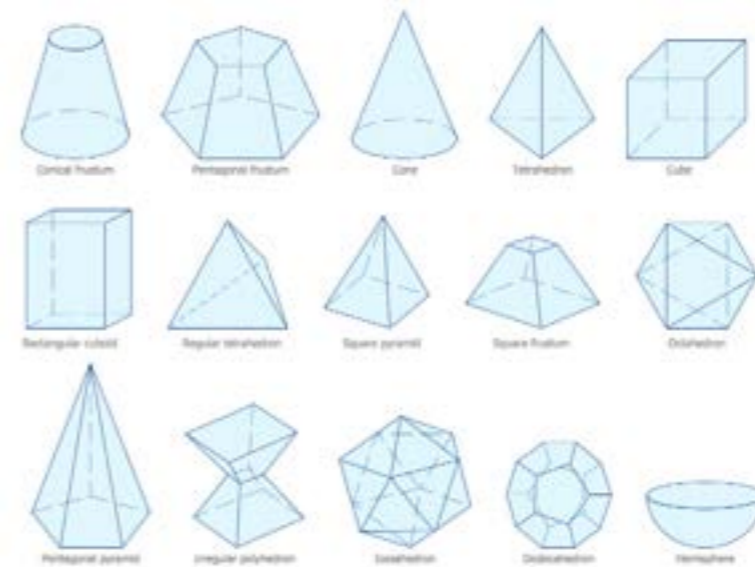 Conical frustum
Pentagonal frustum
Cone
Tetrahedron
Cube
Rectangular cuboid
Regular tetrahedron
Square pyramid
Square frustum
Octahedron
Pentagonal pyramid
Irregular polyhedron
Icosahedron
Dodecahedron
Hemisphere